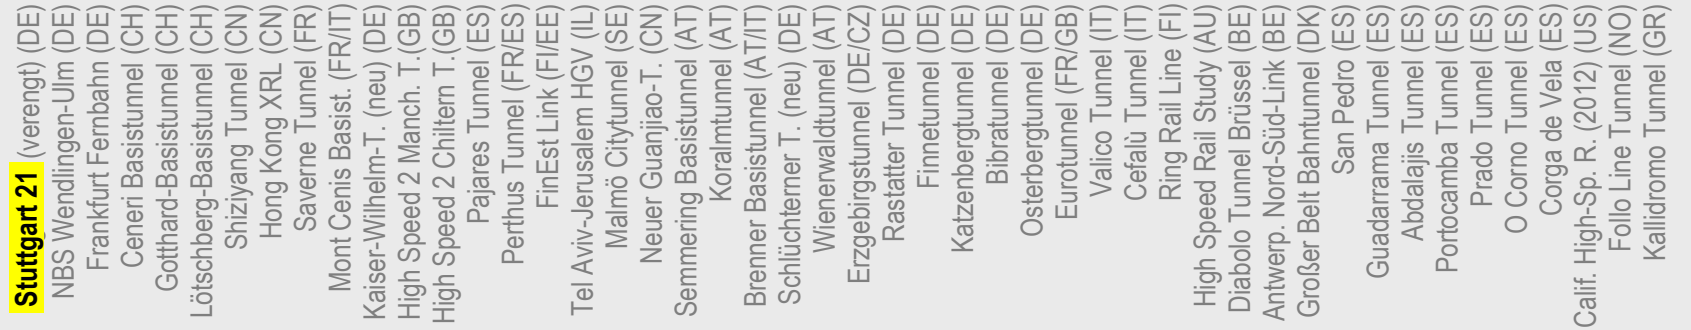 Stuttgart 21 (verengt) (DE)
NBS Wendlingen-Ulm (DE)
Frankfurt Fernbahn (DE)
Ceneri Basistunnel (CH)
Gotthard-Basistunnel (CH)
Lötschberg-Basistunnel (CH)
Shiziyang Tunnel (CN)
Hong Kong XRL (CN)
Saverne Tunnel (FR)
Mont Cenis Basist. (FR/IT)
Kaiser-Wilhelm-T. (neu) (DE)
High Speed 2 Manch. T.(GB)
High Speed 2 Chiltern T.(GB)
Pajares Tunnel (ES)
Perthus Tunnel (FR/ES)
FinEst Link (FI/EE)
Tel Aviv-Jerusalem HGV (IL)
Malmö Citytunnel (SE)
Neuer Guanjiao-T. (CN)
Semmering Basistunnel (AT)
Koralmtunnel (AT)
Brenner Basistunnel (AT/IT)
Schlüchterner T. (neu) (DE)
Wienerwaldtunnel (AT)
Erzgebirgstunnel (DE/CZ)
Rastatter Tunnel (DE)
Finnetunnel (DE)
Katzenbergtunnel (DE)
Bibratunnel (DE)
Osterbergtunnel (DE)
Eurotunnel (FR/GB)
Valico Tunnel (IT)
Cefalù Tunnel (IT)
Ring Rail Line (FI)
High Speed Rail Study (AU)
Diabolo Tunnel Brüssel (BE)
Antwerp. Nord-Süd-Link (BE)
Großer Belt Bahntunnel (DK)
San Pedro (ES)
Guadarrama Tunnel (ES)
Abdalajis Tunnel (ES)
Portocamba Tunnel (ES)
Prado Tunnel (ES)
O Corno Tunnel (ES)
Corga de Vela (ES)
Calif. High-Sp. R. (2012) (US)
Follo Line Tunnel (NO)
Kallidromo Tunnel (GR)